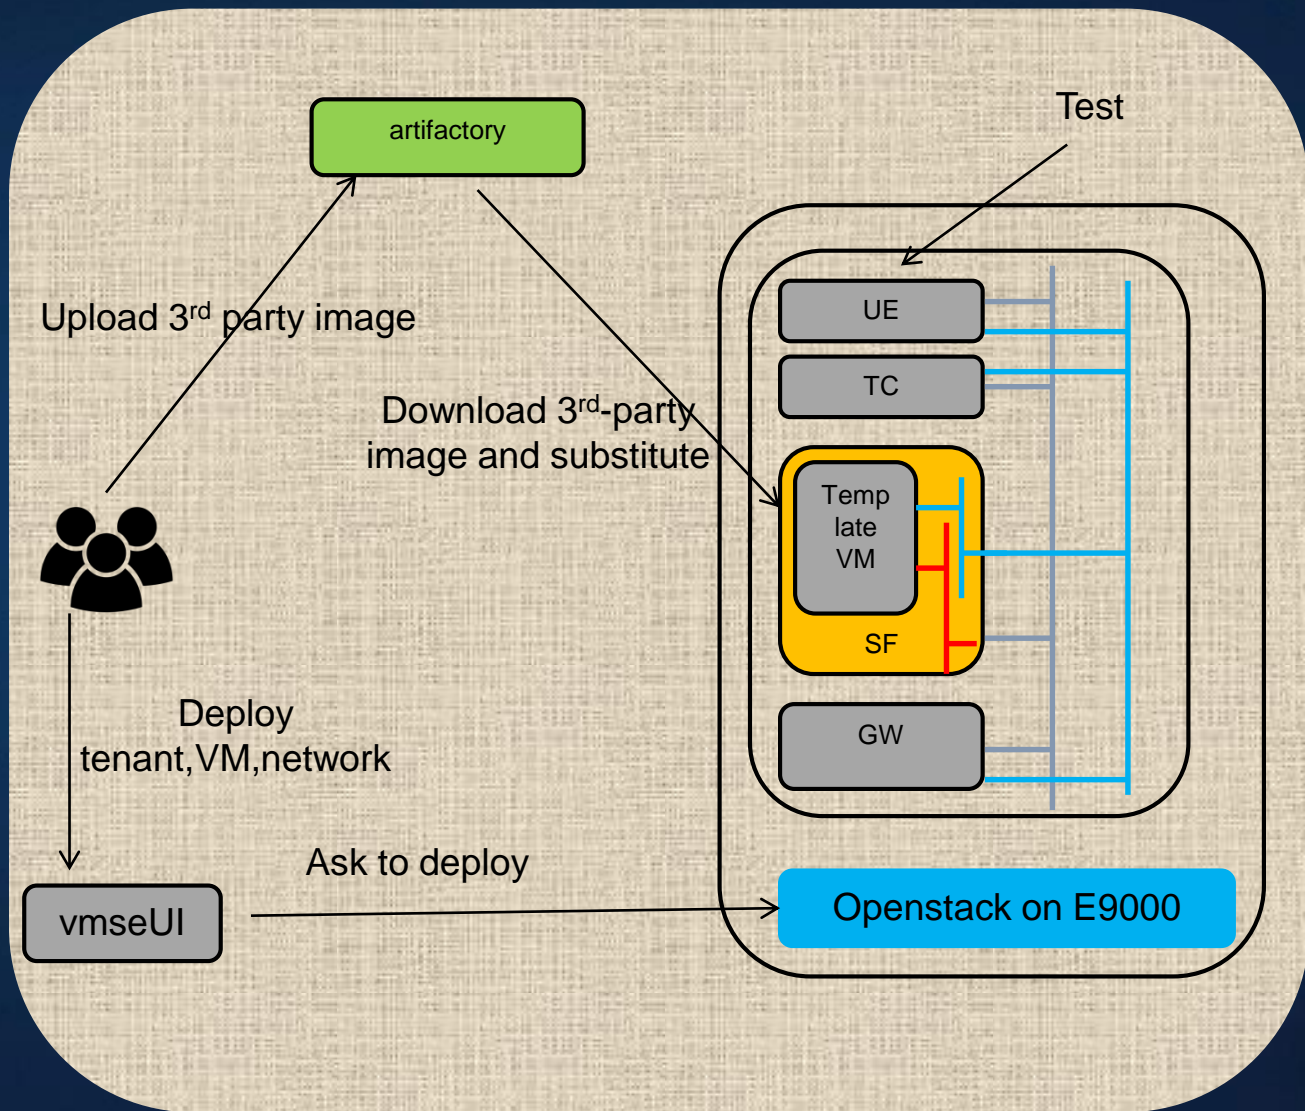 artifactory
Test
Upload 3rd party image
UE
TC
Download 3rd-party
image and substitute
Temp
late
VM
SF
Deploy
tenant,VM,network
GW
Ask to deploy
vmseUI
Openstack on E9000